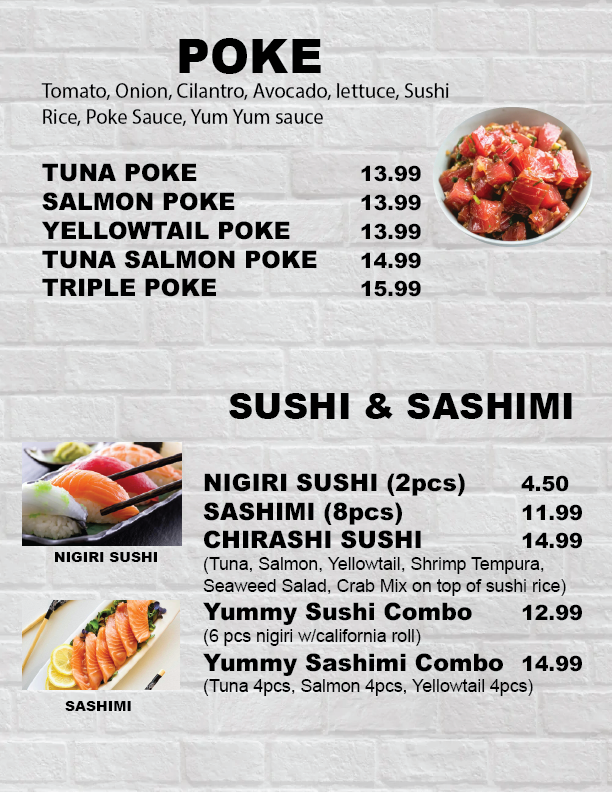 POKE
Tomato, Onion, Cilantro, Avocado, lettuce, Sushi
Rice, Poke Sauce, Yum Yum sauce
TUNA POKE 13.99
SALMON POKE 13.99
YELLOWTAIL POKE 13.99
TUNA SALMON POKE 14.99
TRIPLE POKE 15.99
SUSHI & SASHIMI
NIGIRI SUSHI (2pcs) 4.50
SASHIMI (8pcs) 11.99
CHIRASHI SUSHI 14.99
(Tuna, Salmon, Yellowtail, Shrimp Tempura,
Seaweed Salad, Crab Mix on top of sushi rice)
Yummy Sushi Combo 12.99
(6 pcs nigiri w/california roll)
Yummy Sashimi Combo 14.99
(Tuna 4pcs, Salmon 4pcs, Yellowtail 4pcs)
NIGIRI SUSHI
SASHIMI